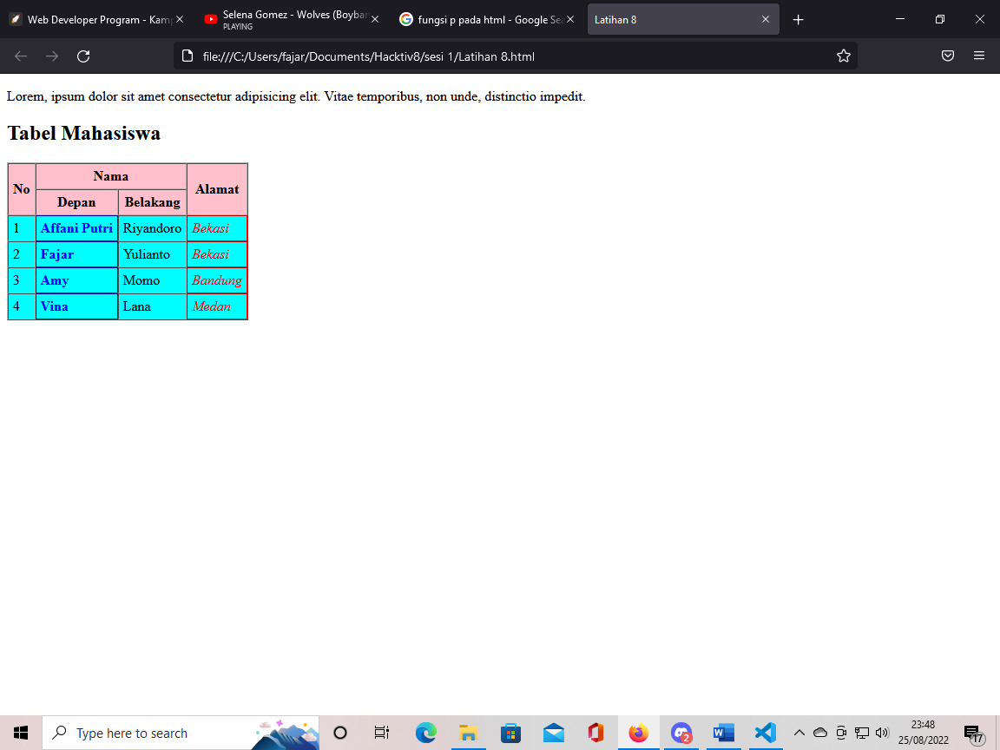 Web Developer Program - Kamp
Selena Gomez - Wolves (Boyban
PLAYING
fungsi p pada html - Google Sea
Latihan 8
file:///C:/Users/fajar/Documents/Hacktiv8/sesi 1/Latihan 8.html
Lorem, ipsum dolor sit amet consectetur adipisicing elit. Vitae temporibus, non unde, distinctio impedit.
Tabel Mahasiswa
No Nama Alamat
Depan Belakang
1 Affani Putri Riyandoro Bekasi
2 Fajar Yulianto Bekasi
3 Amy Momo Bandung
4 Vina Lana Medan
Type here to search
2
23:48
25/08/2022
17